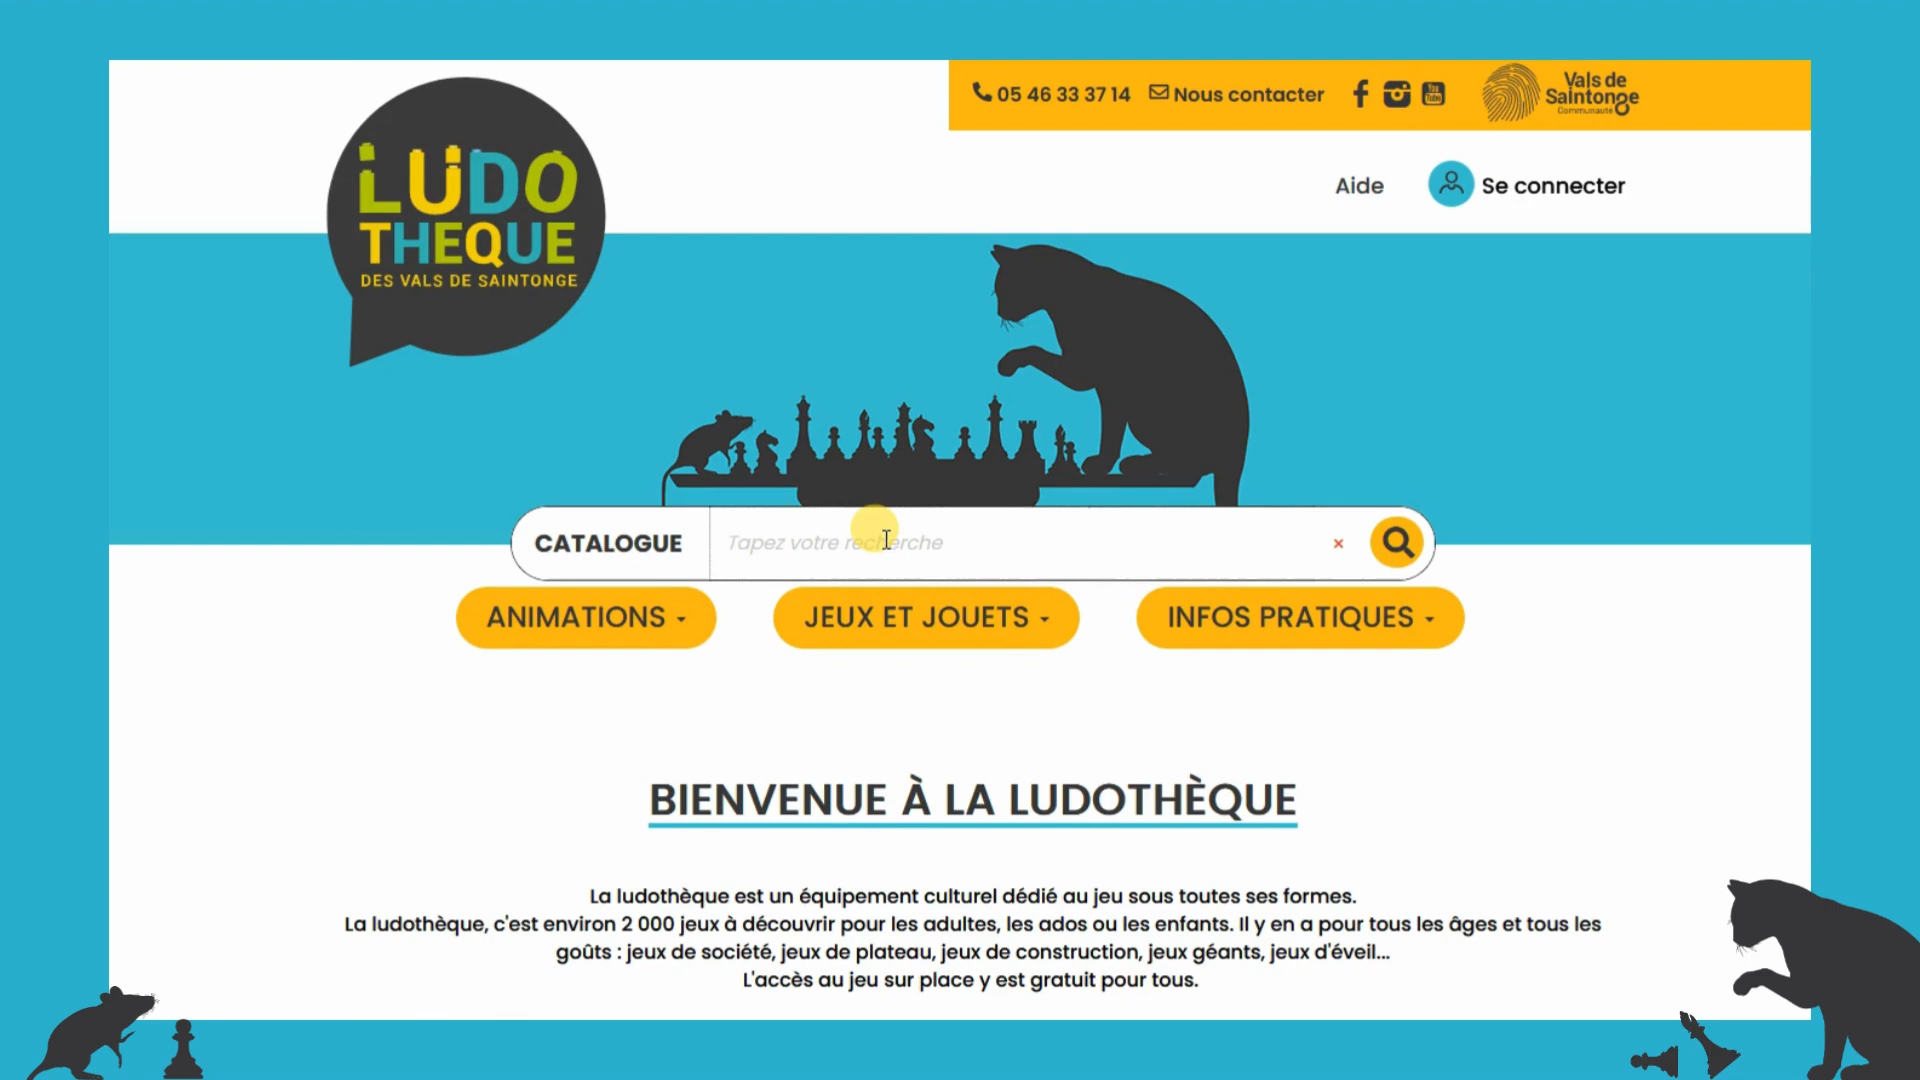 05 46 33 37 14
Nous contacter
You
Tube
Vals de
Saintonge
Communauté
LUDO
THEQUE
DES VALS DE SAINTONGE
Aide
Se connecter
CATALOGUE
Tapez votre recherche
×
ANIMATIONS
JEUX ET JOUETS
INFOS PRATIQUES
BIENVENUE À LA LUDOTHÈQUE
La ludothèque est un équipement culturel dédié au jeu sous toutes ses formes.
La ludothèque, c'est environ 2 000 jeux à découvrir pour les adultes, les ados ou les enfants. Il y en a pour tous les âges et tous les
goûts : jeux de société, jeux de plateau, jeux de construction, jeux géants, jeux d'éveil...
L'accès au jeu sur place y est gratuit pour tous.